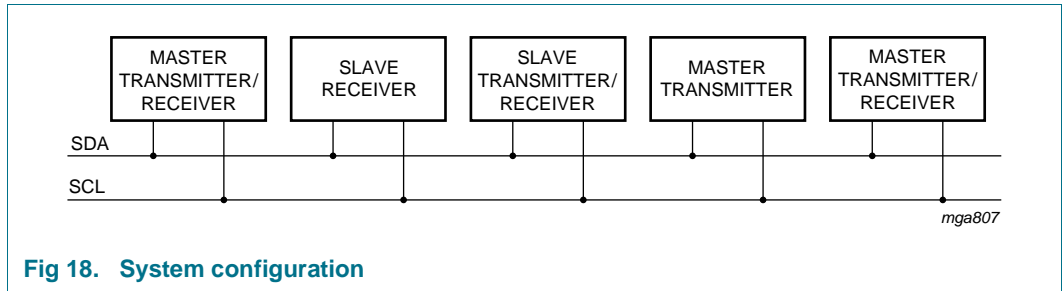 MASTER
TRANSMITTER/
RECEIVER
SLAVE
RECEIVER
SLAVE
TRANSMITTER/
RECEIVER
MASTER
TRANSMITTER
MASTER
TRANSMITTER/
RECEIVER
SDA
SCL
mga807
Fig 18. System configuration